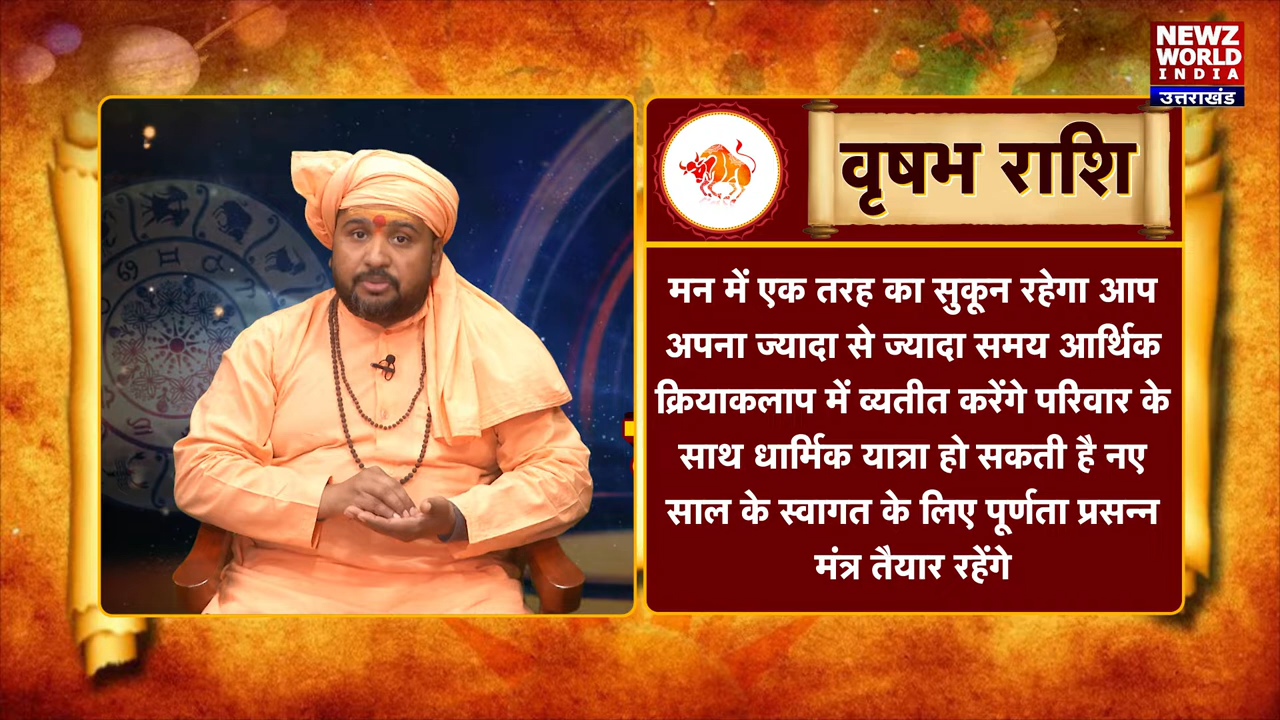 NEWZ
WORLD
INDIA
उत्तराखंड
वृषभ राशि
मन में एक तरह का सुकून रहेगा आप
अपना ज्यादा से ज्यादा समय आर्थिक
क्रियाकलाप में व्यतीत करेंगे परिवार के
साथ धार्मिक यात्रा हो सकती है नए
साल के स्वागत के लिए पूर्णता प्रसन्न
मंत्र तैयार रहेंगे